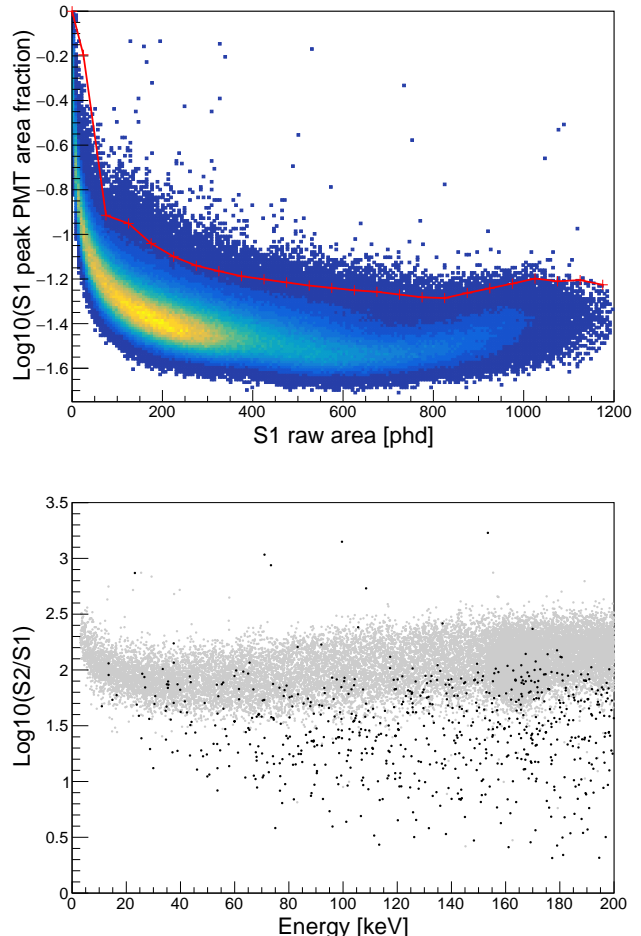 Log10(S1 peak PMT area fraction)
0
−0.2
−0.4
−0.6
−0.8
−1
−1.2
−1.4
−1.6
0 200 400 600 800 1000 1200
S1 raw area [phd]
Log10(S2/S1)
3.5
3
2.5
2
1.5
1
0.5
0
0 20 40 60 80 100 120 140 160 180 200
Energy [keV]